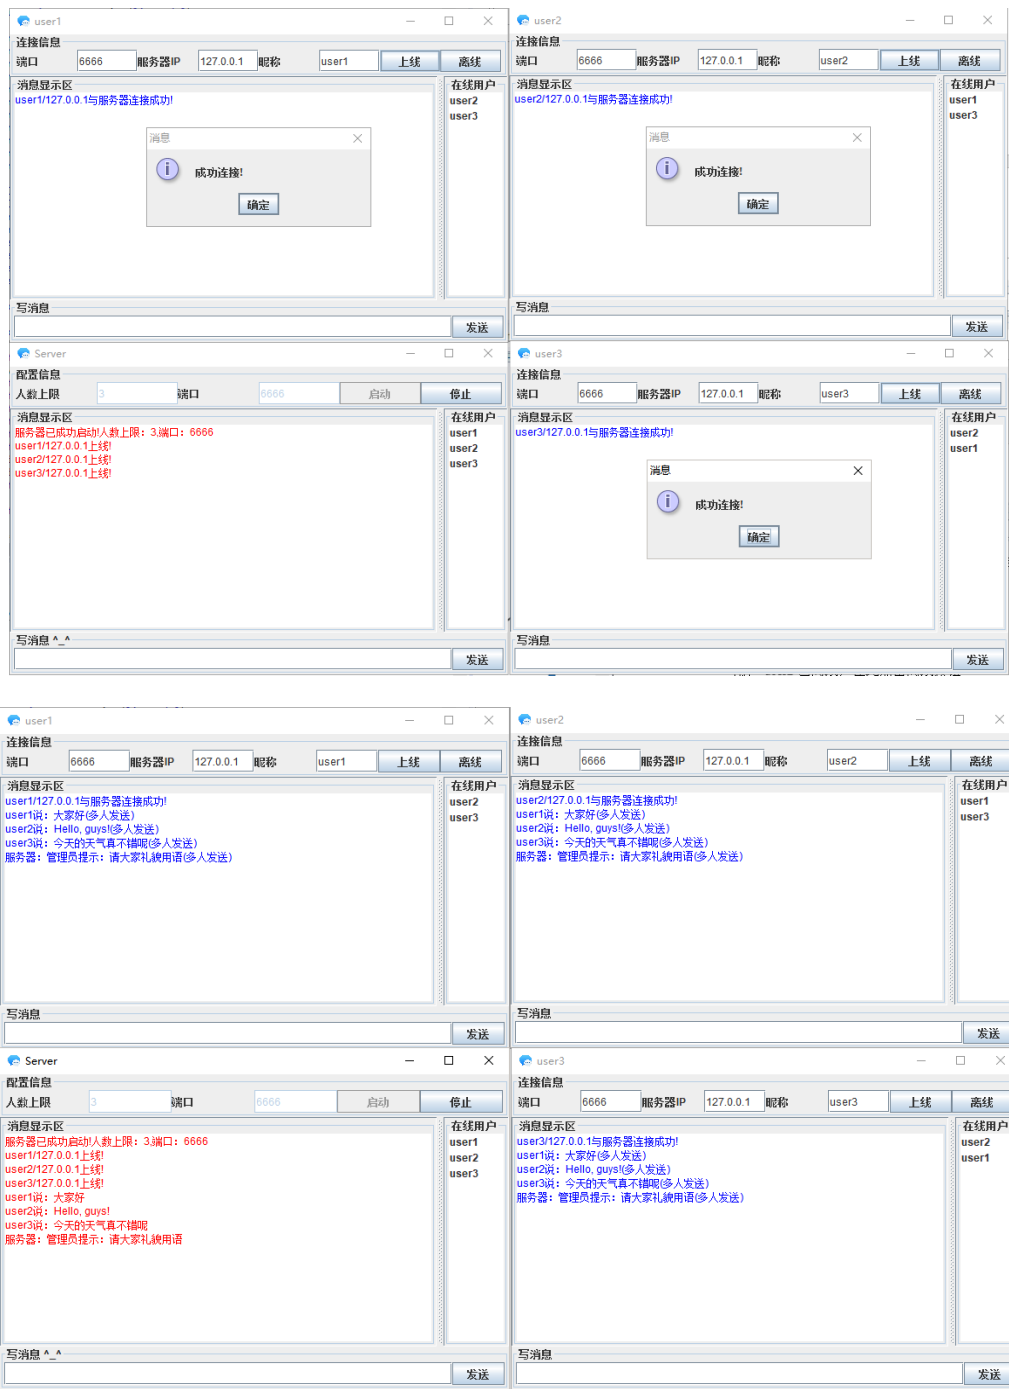 user1
连接信息
端口 6666 服务器IP 127.0.0.1 昵称 user1 上线 离线
消息显示区
user1/127.0.0.1与服务器连接成功!
在线用户
user2
user3
消息
成功连接!
确定
写消息
发送
user2
连接信息
端口 6666 服务器IP 127.0.0.1 昵称 user2 上线 离线
消息显示区
user2/127.0.0.1与服务器连接成功!
在线用户
user1
user3
消息
成功连接!
确定
写消息
发送
Server
配置信息
人数上限 3 端口 6666 启动 停止
消息显示区
服务器已成功启动!人数上限：3,端口：6666
user1/127.0.0.1上线!
user2/127.0.0.1上线!
user3/127.0.0.1上线!
在线用户
user1
user2
user3
写消息 ^_^
发送
user3
连接信息
端口 6666 服务器IP 127.0.0.1 昵称 user3 上线 离线
消息显示区
user3/127.0.0.1与服务器连接成功!
在线用户
user2
user1
消息
成功连接!
确定
写消息
发送
user1
连接信息
端口 6666 服务器IP 127.0.0.1 昵称 user1 上线 离线
消息显示区
user1/127.0.0.1与服务器连接成功!
user1说：大家好(多人发送)
user2说：Hello, guys!(多人发送)
user3说：今天的天气真不错呢(多人发送)
服务器：管理员提示：请大家礼貌用语(多人发送)
在线用户
user2
user3
写消息
发送
user2
连接信息
端口 6666 服务器IP 127.0.0.1 昵称 user2 上线 离线
消息显示区
user2/127.0.0.1与服务器连接成功!
user1说：大家好(多人发送)
user2说：Hello, guys!(多人发送)
user3说：今天的天气真不错呢(多人发送)
服务器：管理员提示：请大家礼貌用语(多人发送)
在线用户
user1
user3
写消息
发送
Server
配置信息
人数上限 3 端口 6666 启动 停止
消息显示区
服务器已成功启动!人数上限：3,端口：6666
user1/127.0.0.1上线!
user2/127.0.0.1上线!
user3/127.0.0.1上线!
user1说：大家好
user2说：Hello, guys!
user3说：今天的天气真不错呢
服务器：管理员提示：请大家礼貌用语
在线用户
user1
user2
user3
写消息 ^_^
发送
user3
连接信息
端口 6666 服务器IP 127.0.0.1 昵称 user3 上线 离线
消息显示区
user3/127.0.0.1与服务器连接成功!
user1说：大家好(多人发送)
user2说：Hello, guys!(多人发送)
user3说：今天的天气真不错呢(多人发送)
服务器：管理员提示：请大家礼貌用语(多人发送)
在线用户
user2
user1
写消息
发送